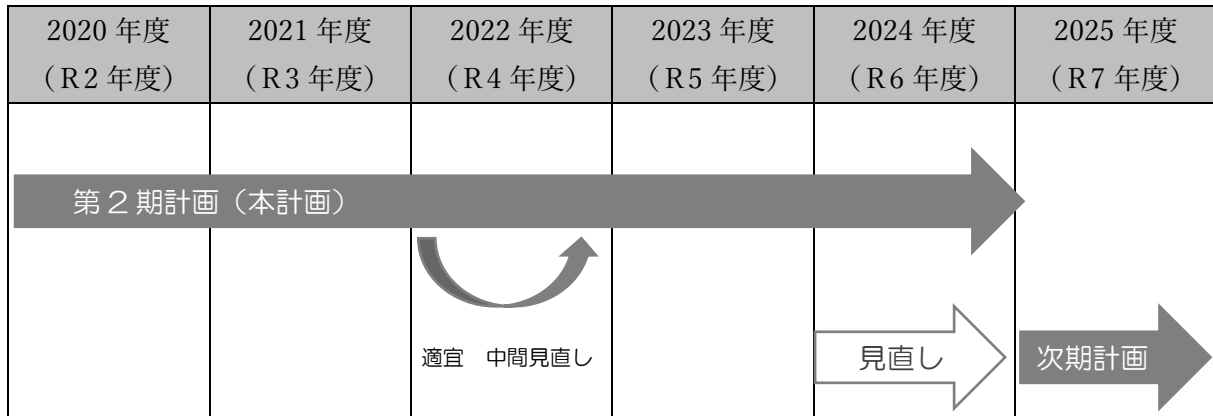 2020 年度 2021 年度 2022 年度 2023 年度 2024 年度 2025 年度
(R2 年度) (R3 年度) (R4 年度) (R5 年度) (R6 年度) (R7 年度)
第2期計画(本計画)
適宜 中間見直し 見直し 次期計画